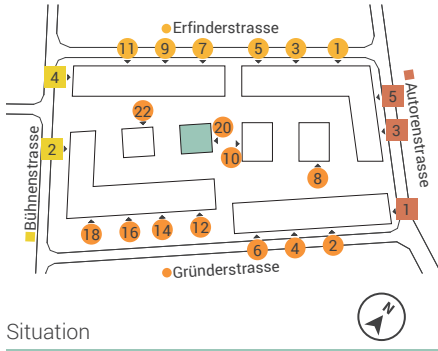 Erfinderstrasse
11 9 7 5 3 1
4
5
Autorenstrasse
3
22
20
10
2
8
Bühnenstrasse
1
18 16 14 12
6 4 2
Gründerstrasse
N
Situation